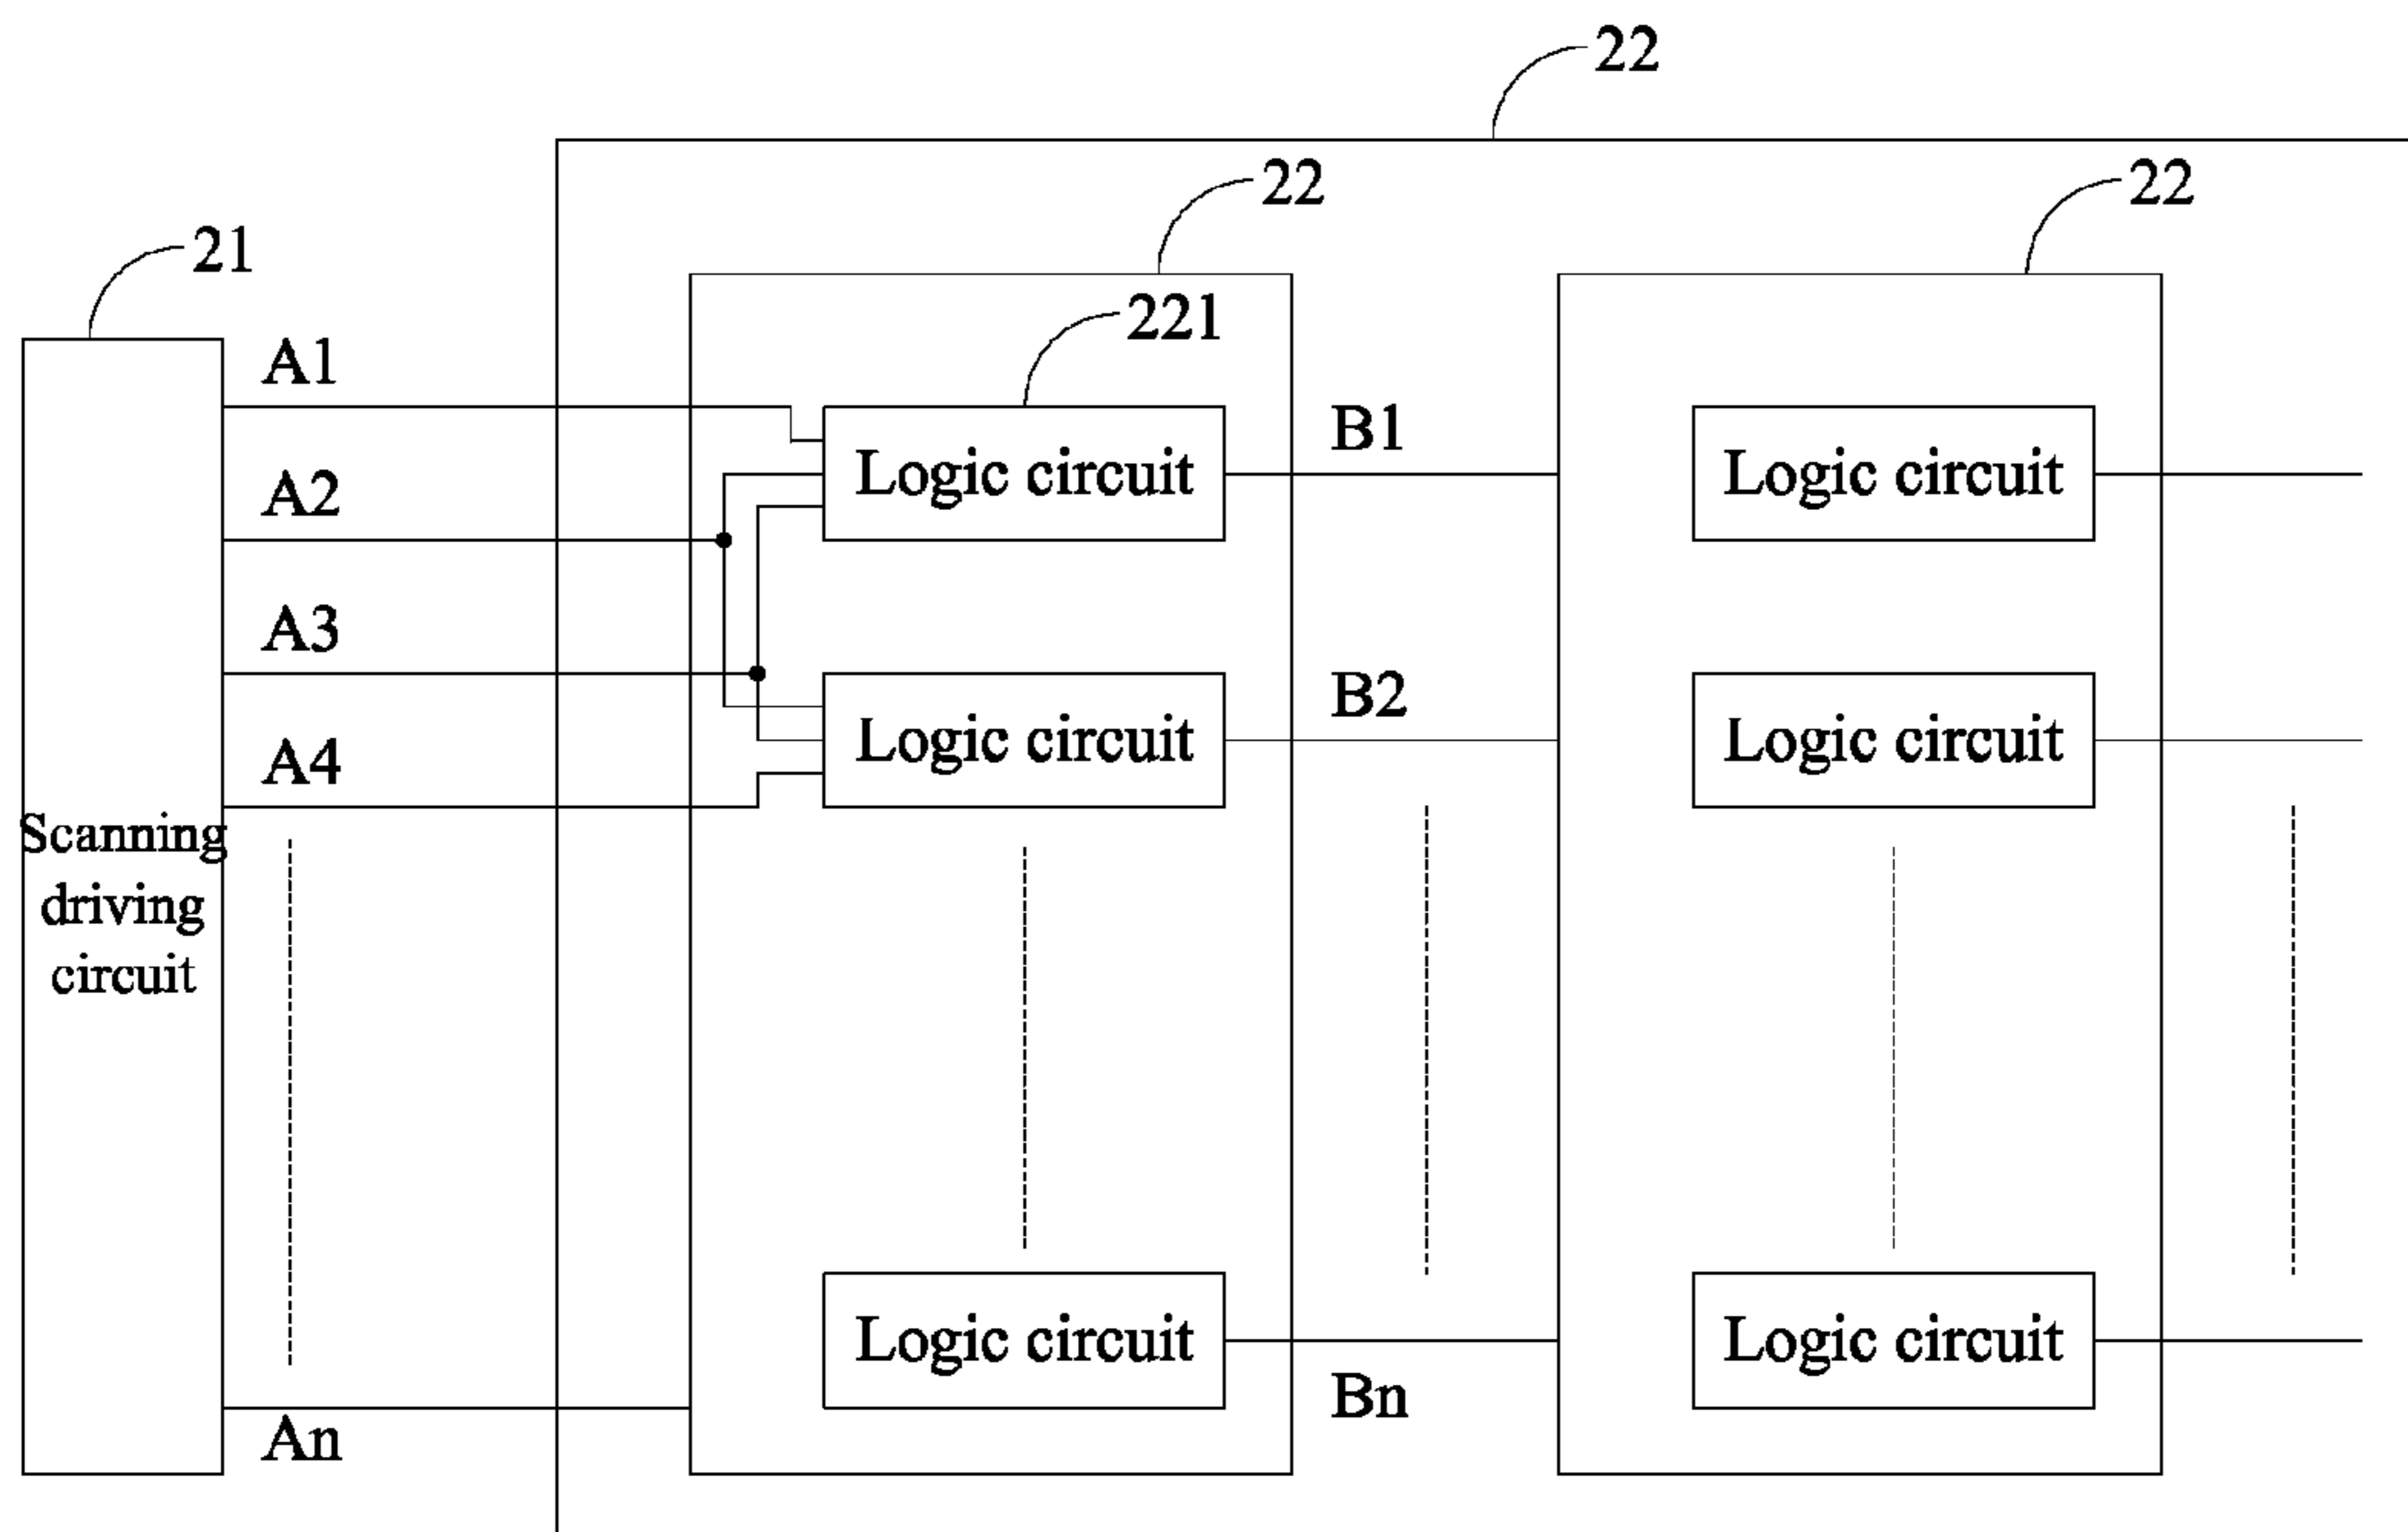 22
22
22
21
221
A1
B1
Logic circuit
Logic circuit
A2
A3
B2
Logic circuit
Logic circuit
A4
Scanning
driving
circuit
Logic circuit
Logic circuit
Bn
An